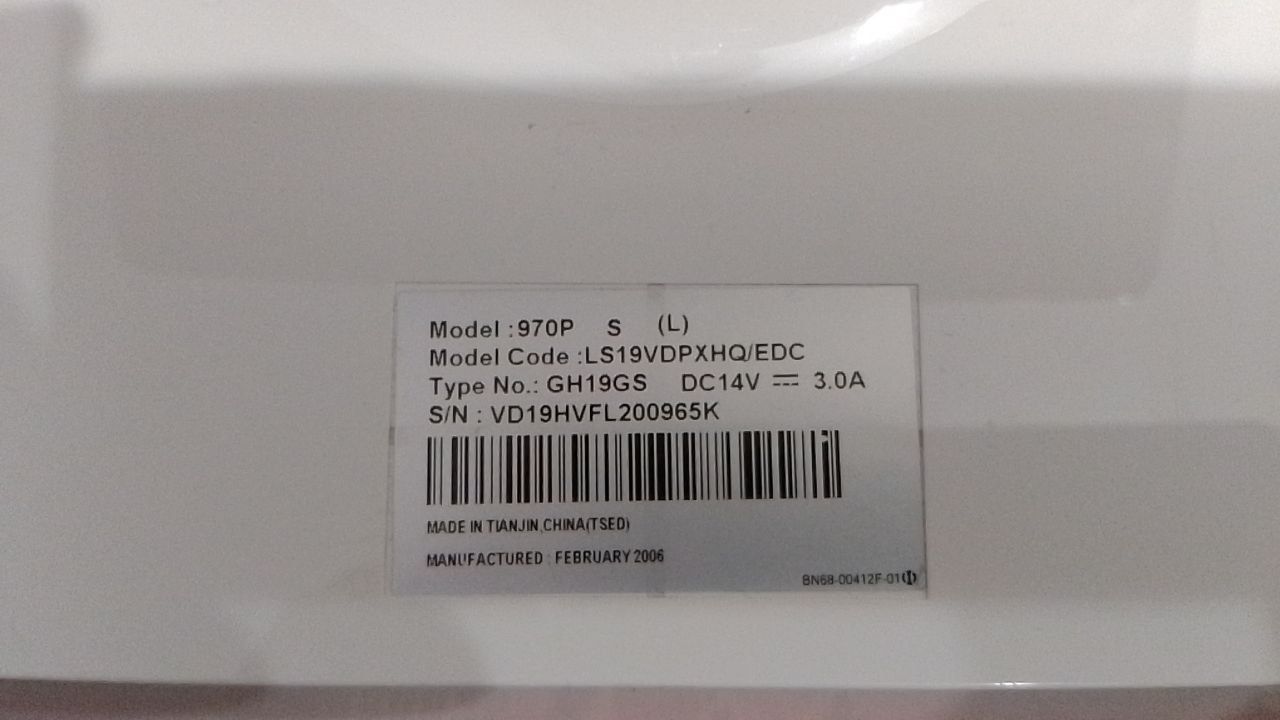 Model :970P S (L)
Model Code :LS19VDPXHQ/EDC
Type No.: GH19GS DC14V ⎓ 3.0A
S/N : VD19HVFL200965K
MADE IN TIANJIN,CHINA(TSED)
MANUFACTURED : FEBRUARY 2006
BN68-00412F-01